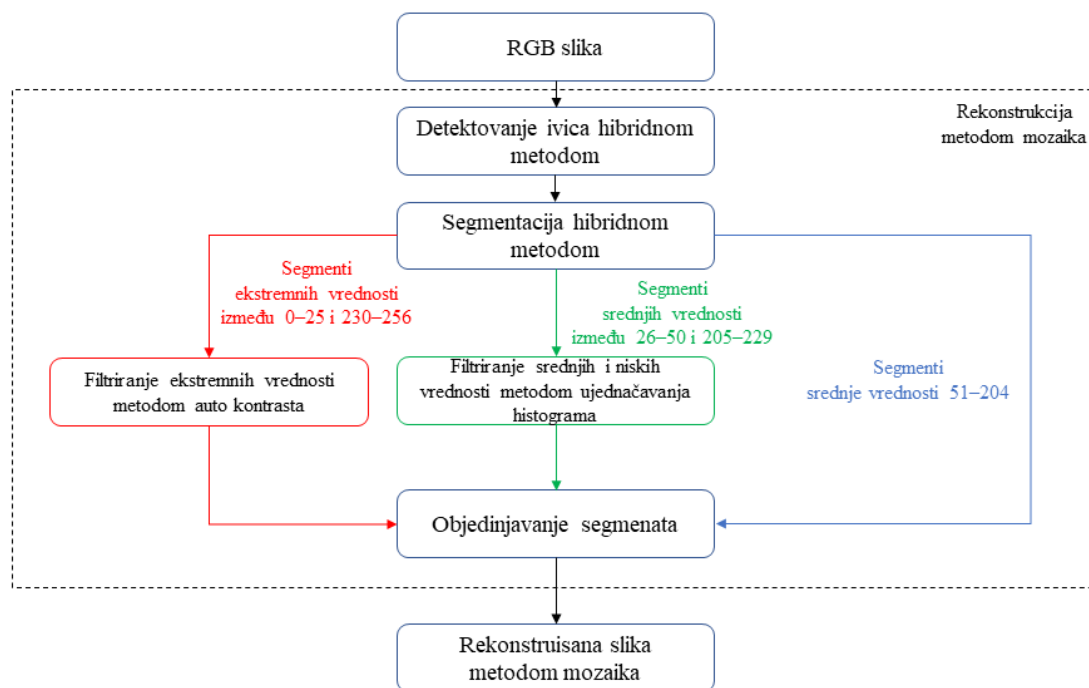 RGB slika
Rekonstrukcija
metodom mozaika
Detektovanje ivica hibridnom
metodom
Segmentacija hibridnom
metodom
Segmenti
ekstremnih vrednosti
između 0–25 i 230–256
Segmenti
srednjih vrednosti
između 26–50 i 205–229
Segmenti
srednje vrednosti 51–204
Filtriranje ekstremnih vrednosti
metodom auto kontrasta
Filtriranje srednjih i niskih
vrednosti metodom ujednačavanja
histograma
Objedinjavanje segmenata
Rekonstruisana slika
metodom mozaika